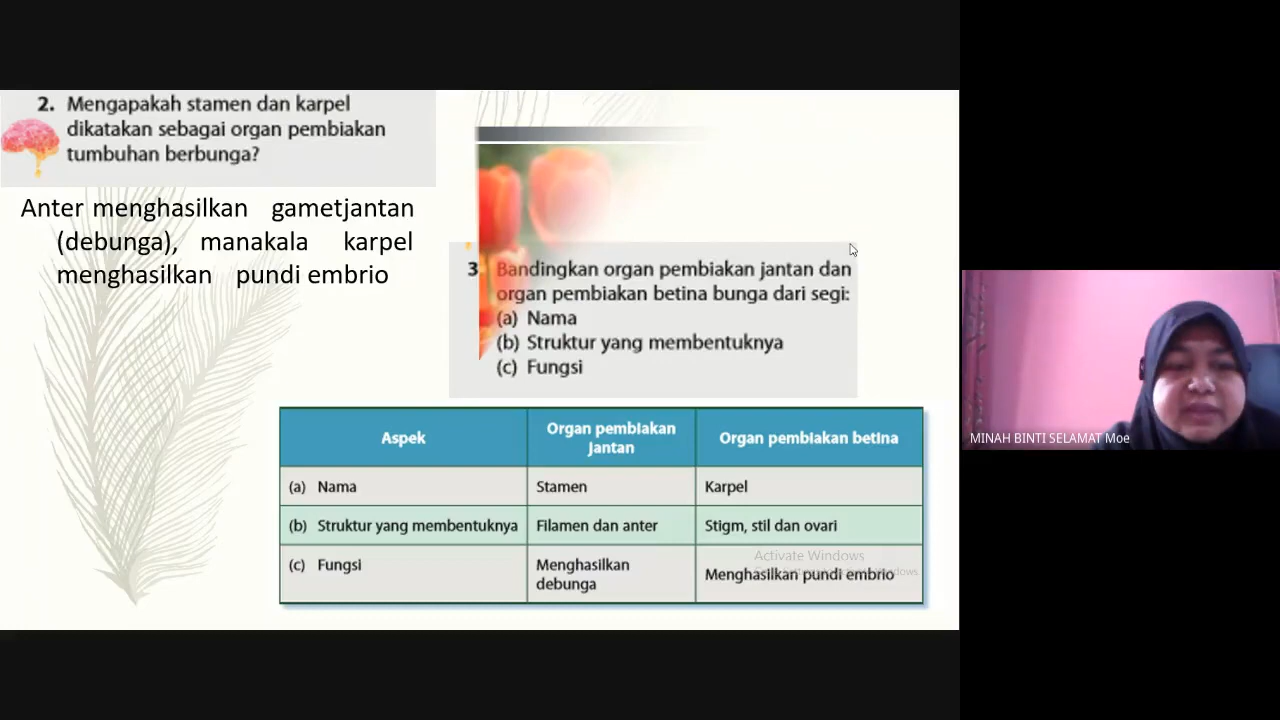 2. Mengapakah stamen dan karpel
dikatakan sebagai organ pembiakan
tumbuhan berbunga?
Anter menghasilkan gametjantan
(debunga), manakala karpel
menghasilkan pundi embrio
3 Bandingkan organ pembiakan jantan dan
organ pembiakan betina bunga dari segi:
(a) Nama
(b) Struktur yang membentuknya
(c) Fungsi
Aspek
Organ pembiakan
jantan
Organ pembiakan betina
(a) Nama
Stamen
Karpel
(b) Struktur yang membentuknya
Filamen dan anter
Stigm, stil dan ovari
(c) Fungsi
Menghasilkan
debunga
Menghasilkan pundi embrio
Activate Windows
MINAH BINTI SELAMAT Moe